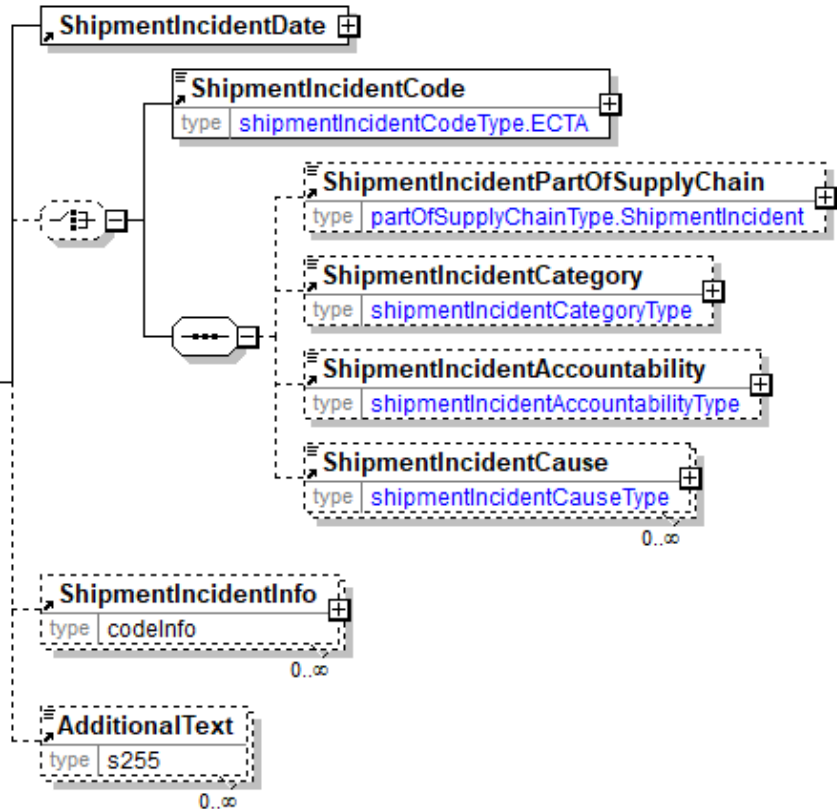 ShipmentIncidentDate
ShipmentIncidentCode
type shipmentIncidentCodeType.ECTA
ShipmentIncidentPartOfSupplyChain
type partOfSupplyChainType.ShipmentIncident
ShipmentIncidentCategory
type shipmentIncidentCategoryType
ShipmentIncidentAccountability
type shipmentIncidentAccountabilityType
ShipmentIncidentCause
type shipmentIncidentCauseType
0..∞
ShipmentIncidentInfo
type codeInfo
0..∞
AdditionalText
type s255
0..∞